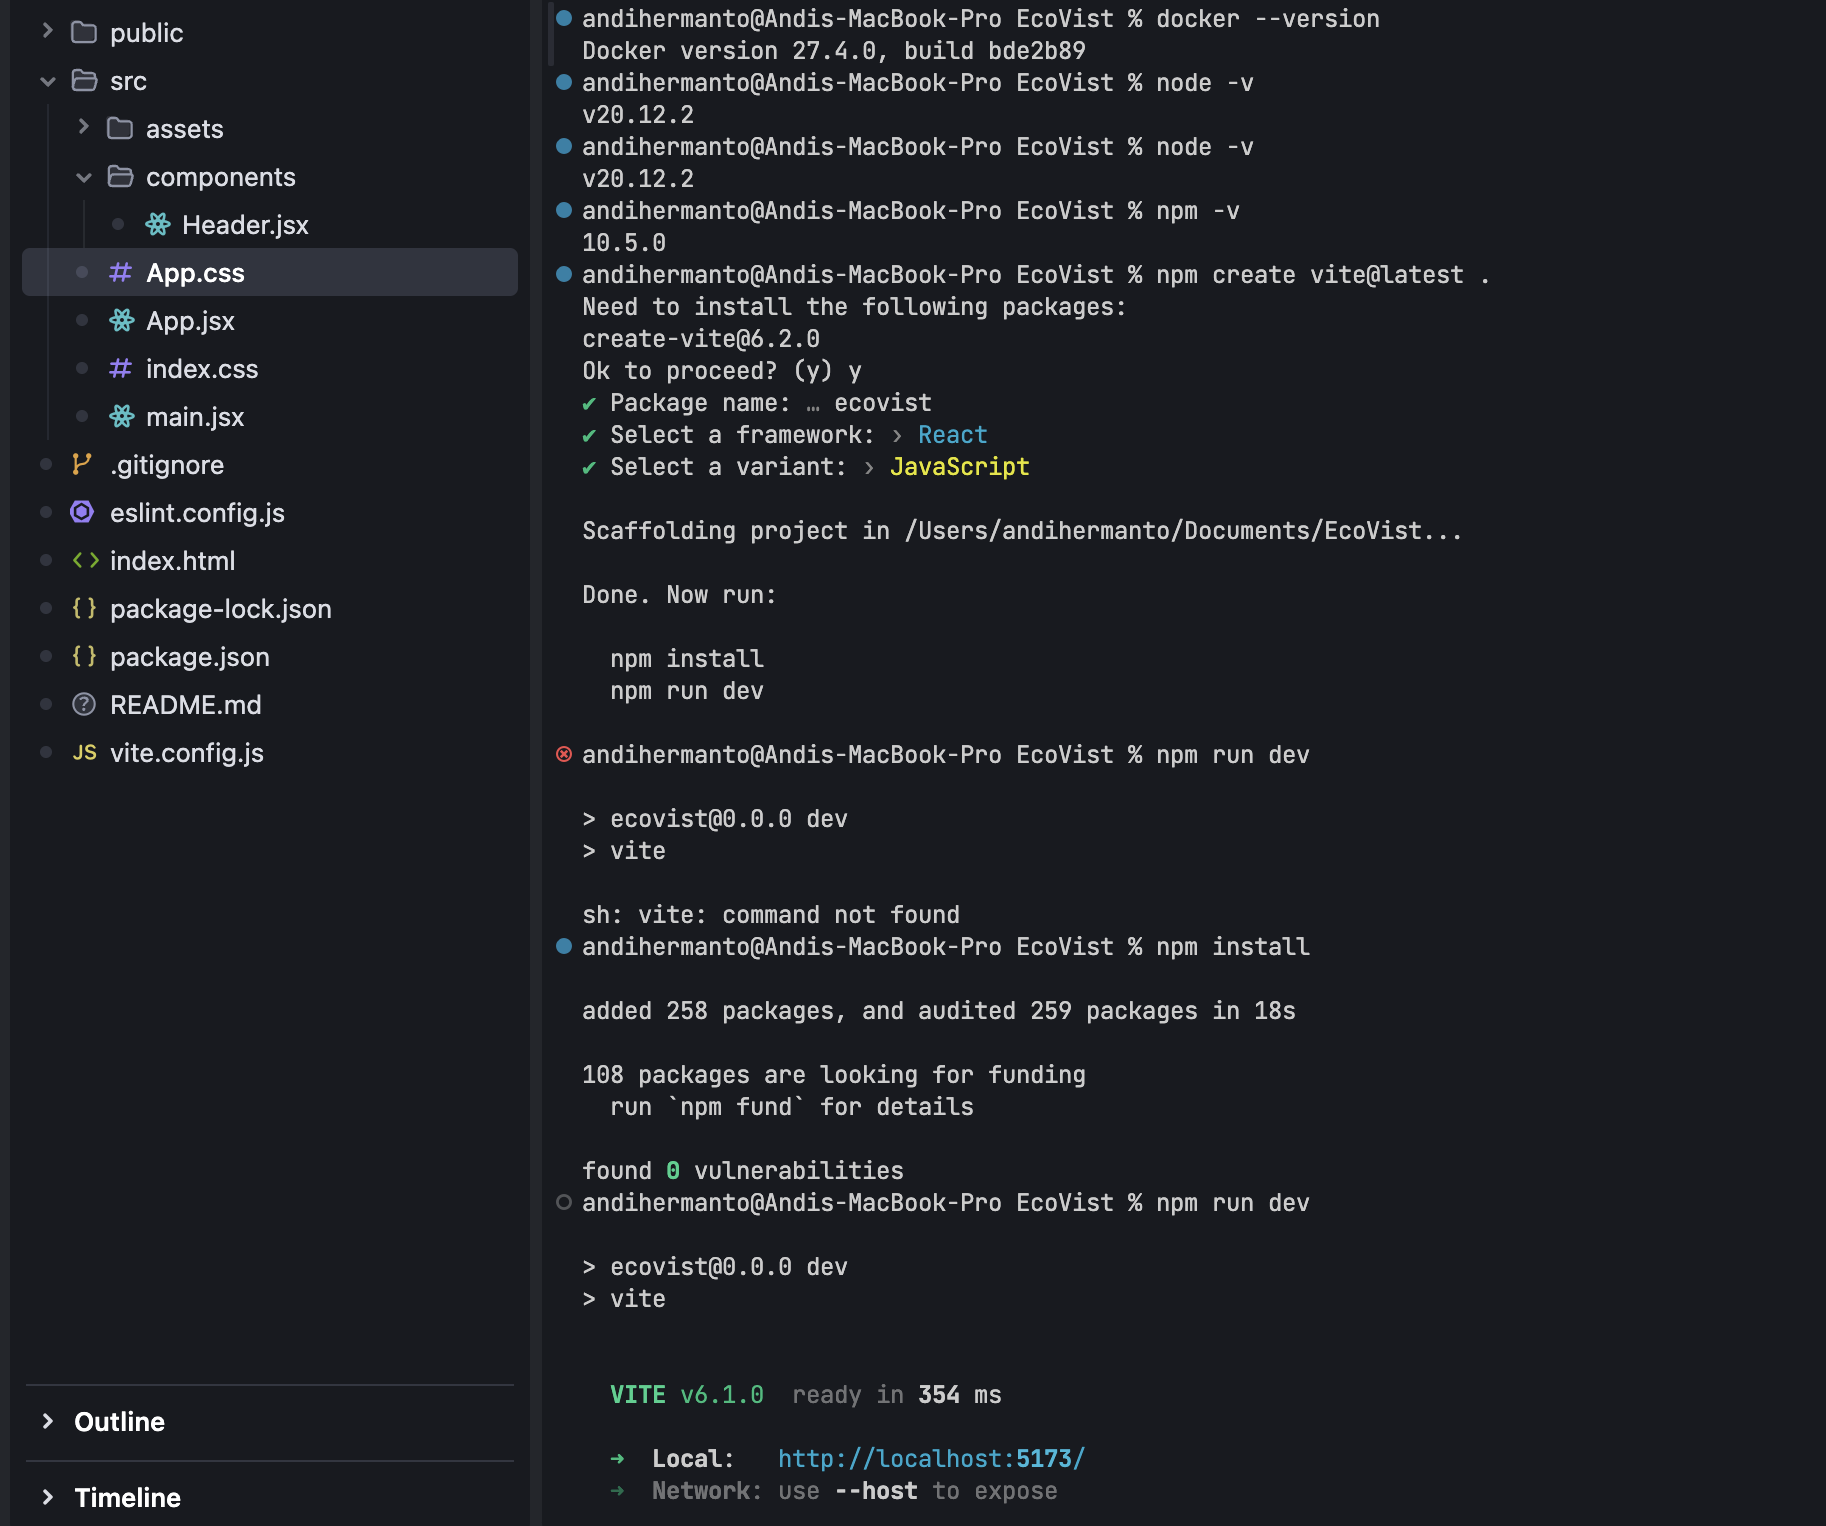 public
src
assets
components
Header.jsx
# App.css
App.jsx
# index.css
main.jsx
.gitignore
eslint.config.js
<> index.html
{} package-lock.json
{} package.json
? README.md
JS vite.config.js
Outline
Timeline
andihermanto@Andis-MacBook-Pro EcoVist % docker --version
Docker version 27.4.0, build bde2b89
andihermanto@Andis-MacBook-Pro EcoVist % node -v
v20.12.2
andihermanto@Andis-MacBook-Pro EcoVist % node -v
v20.12.2
andihermanto@Andis-MacBook-Pro EcoVist % npm -v
10.5.0
andihermanto@Andis-MacBook-Pro EcoVist % npm create vite@latest .
Need to install the following packages:
create-vite@6.2.0
Ok to proceed? (y) y
✔ Package name: … ecovist
✔ Select a framework: › React
✔ Select a variant: › JavaScript
Scaffolding project in /Users/andihermanto/Documents/EcoVist...
Done. Now run:
npm install
npm run dev
andihermanto@Andis-MacBook-Pro EcoVist % npm run dev
> ecovist@0.0.0 dev
> vite
sh: vite: command not found
andihermanto@Andis-MacBook-Pro EcoVist % npm install
added 258 packages, and audited 259 packages in 18s
108 packages are looking for funding
run `npm fund` for details
found 0 vulnerabilities
andihermanto@Andis-MacBook-Pro EcoVist % npm run dev
> ecovist@0.0.0 dev
> vite
VITE v6.1.0 ready in 354 ms
➜ Local: http://localhost:5173/
➜ Network: use --host to expose